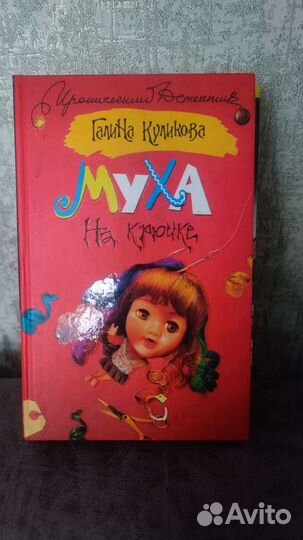 Иронический Детектив
Галина Куликова
МУХА
На крючке
Avito